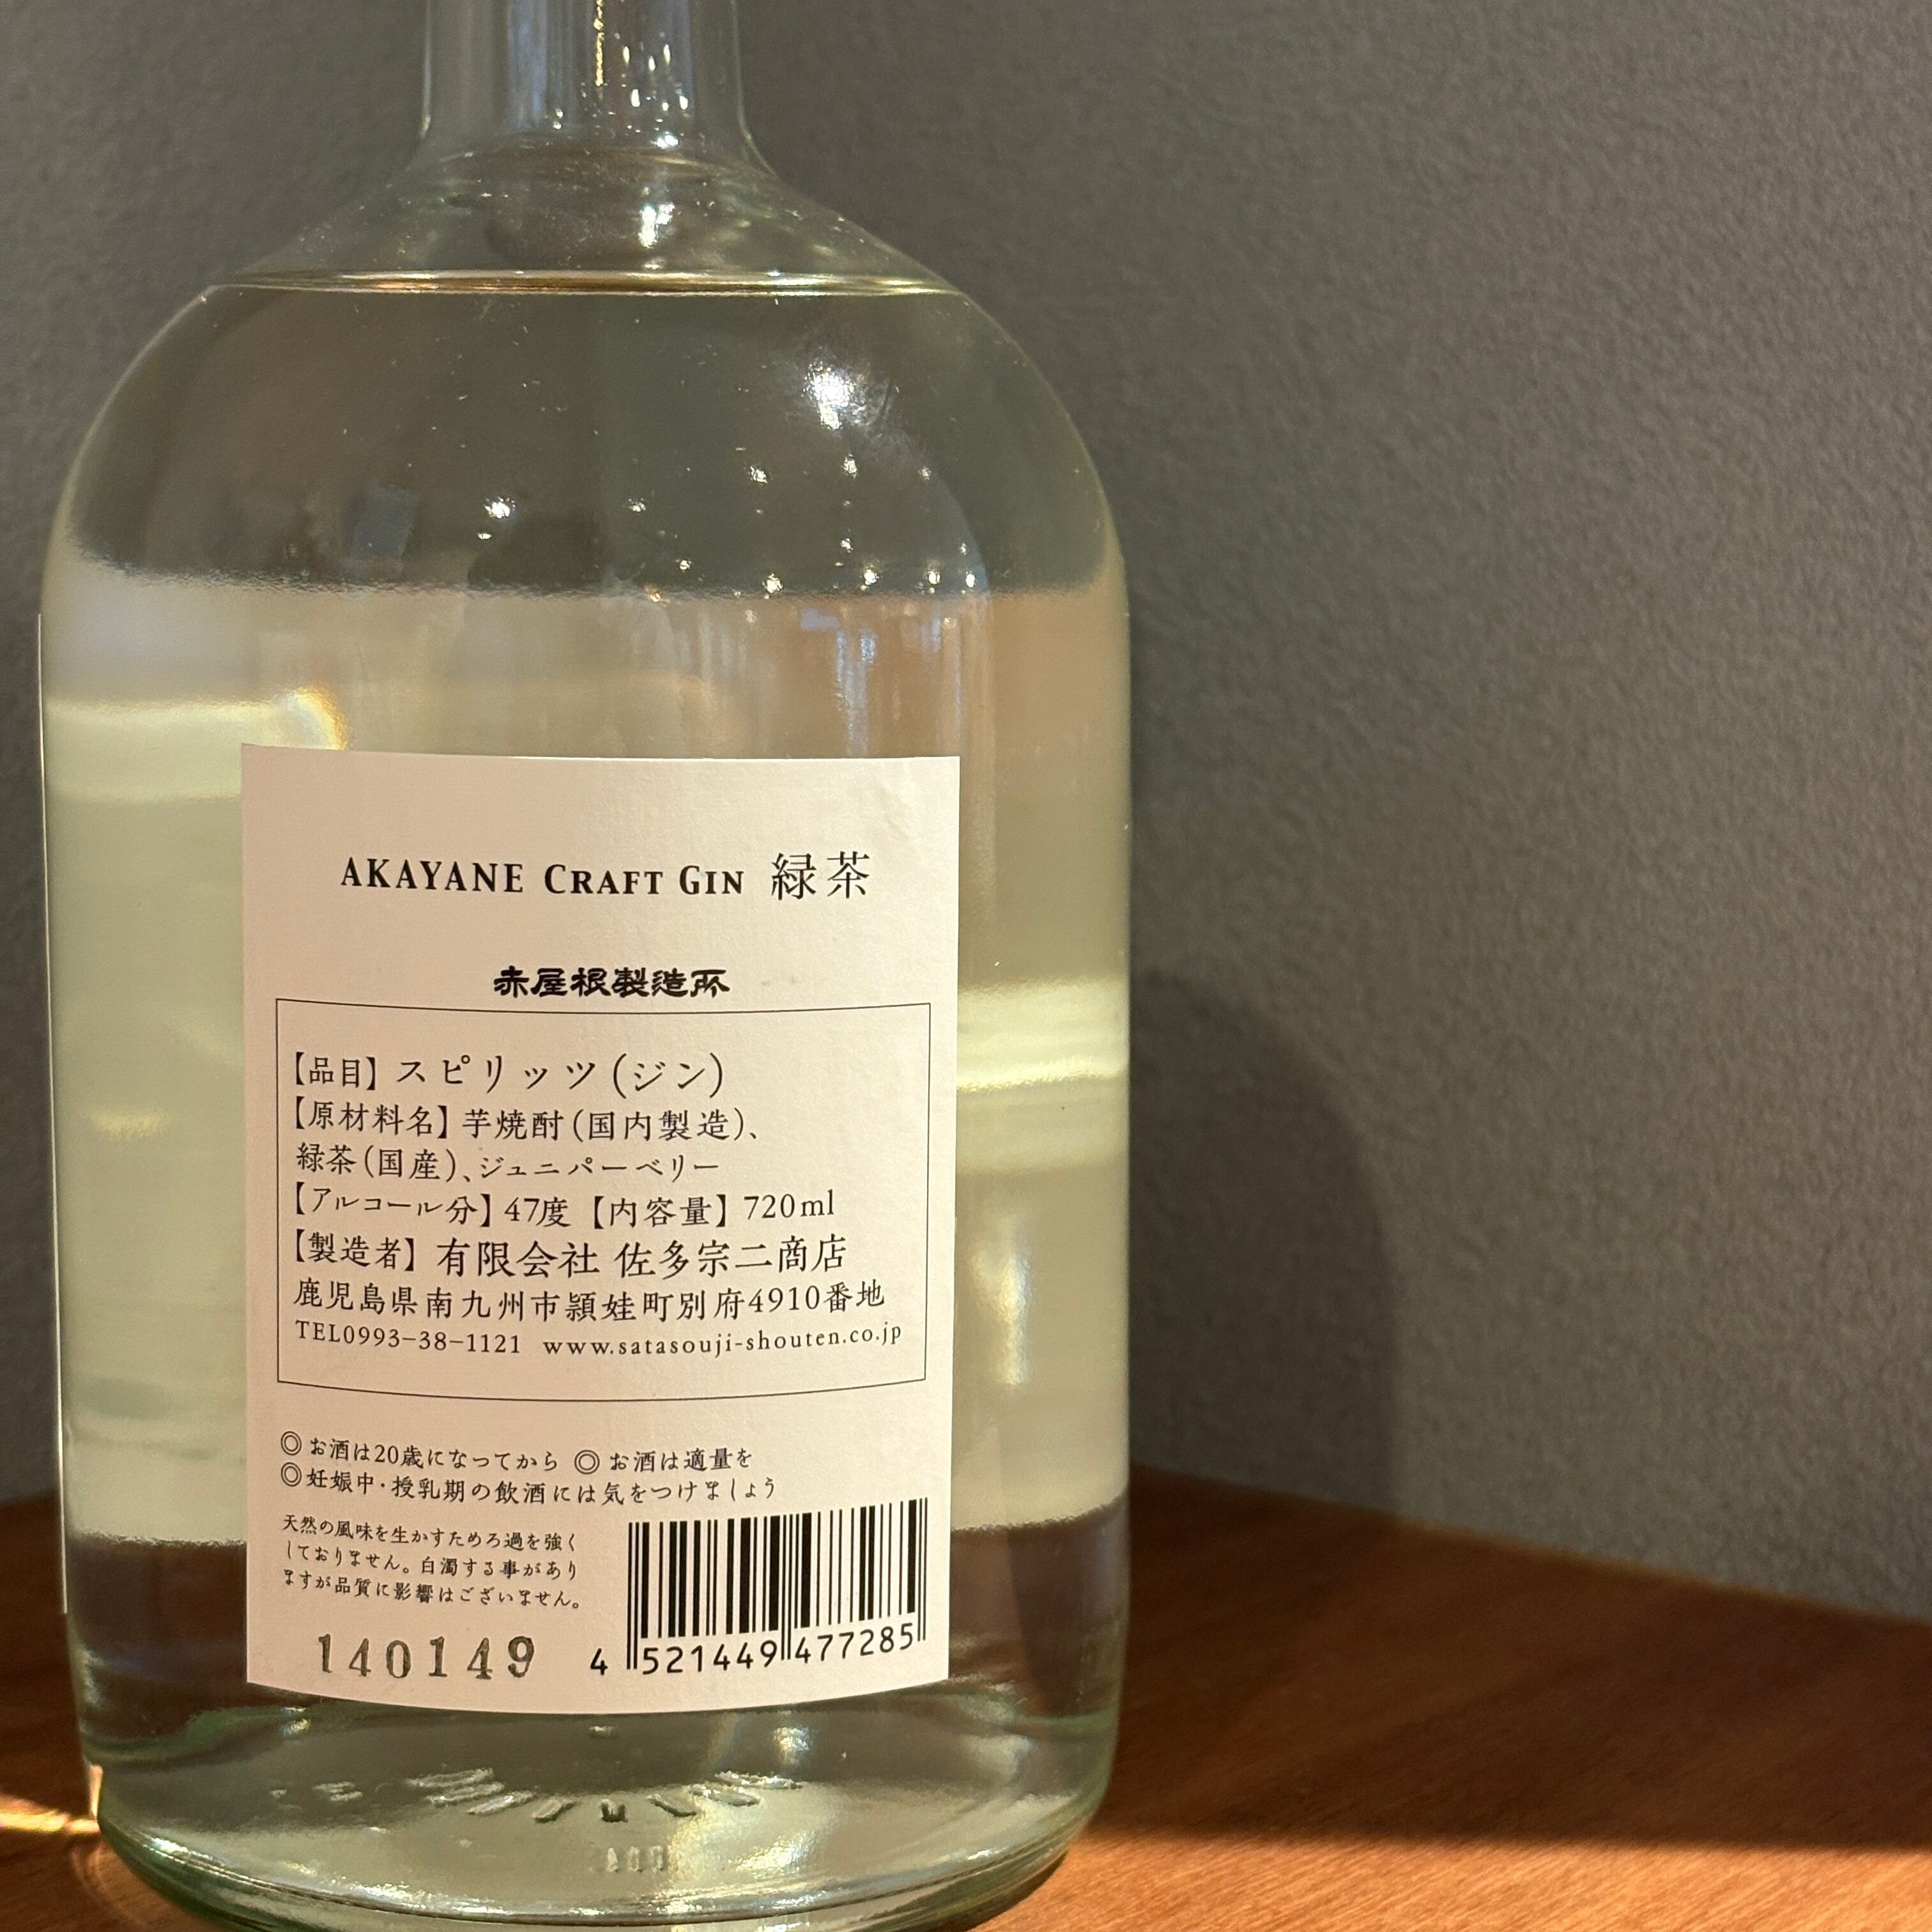 AKAYANE CRAFT GIN 緑茶
赤屋根製造所
【品目】スピリッツ(ジン)
【原材料名】芋焼酎(国内製造)、
緑茶(国産)、ジュニパーベリー
【アルコール分】47度【内容量】720ml
【製造者】有限会社 佐多宗二商店
鹿児島県南九州市頴娃町別府4910番地
TEL0993-38-1121 www.satasouji-shouten.co.jp
◎お酒は20歳になってから ◎お酒は適量を
◎妊娠中・授乳期の飲酒には気をつけましょう
天然の風味を生かすためろ過を強く
しておりません。白濁する事があり
ますが品質に影響はございません。
140149
4 521449 477285